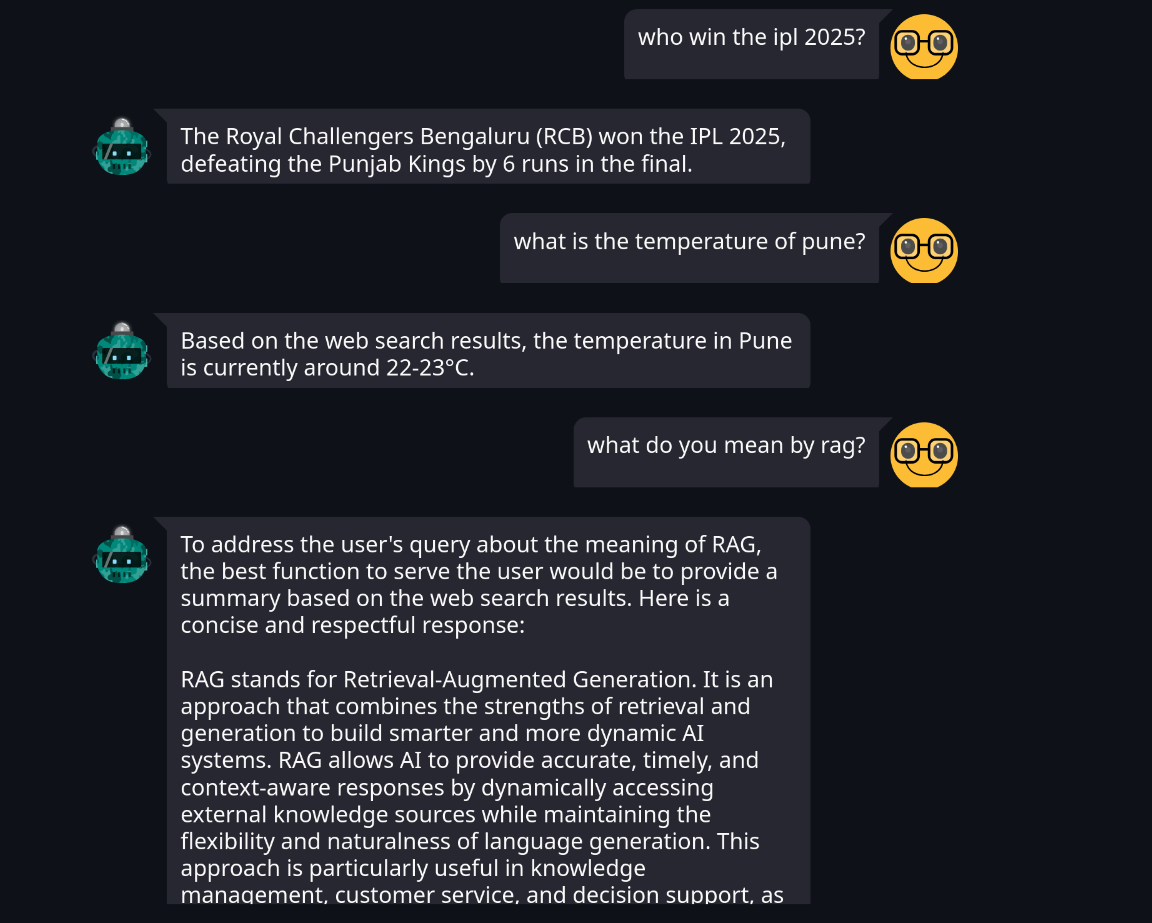 who win the ipl 2025?
The Royal Challengers Bengaluru (RCB) won the IPL 2025,
defeating the Punjab Kings by 6 runs in the final.
what is the temperature of pune?
Based on the web search results, the temperature in Pune
is currently around 22-23°C.
what do you mean by rag?
To address the user's query about the meaning of RAG,
the best function to serve the user would be to provide a
summary based on the web search results. Here is a
concise and respectful response:
RAG stands for Retrieval-Augmented Generation. It is an
approach that combines the strengths of retrieval and
generation to build smarter and more dynamic AI
systems. RAG allows AI to provide accurate, timely, and
context-aware responses by dynamically accessing
external knowledge sources while maintaining the
flexibility and naturalness of language generation. This
approach is particularly useful in knowledge
management, customer service, and decision support, as